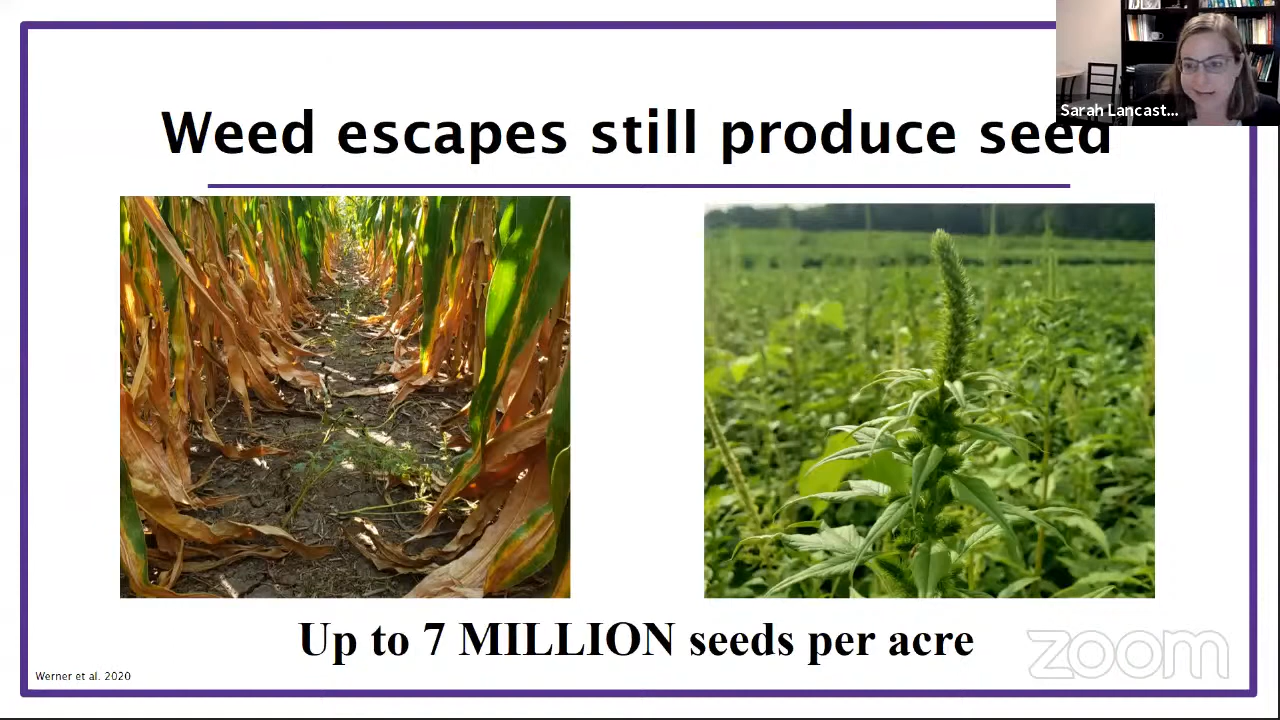 Sarah Lancast...
Weed escapes still produce seed
Up to 7 MILLION seeds per acre
zoom
Werner et al. 2020